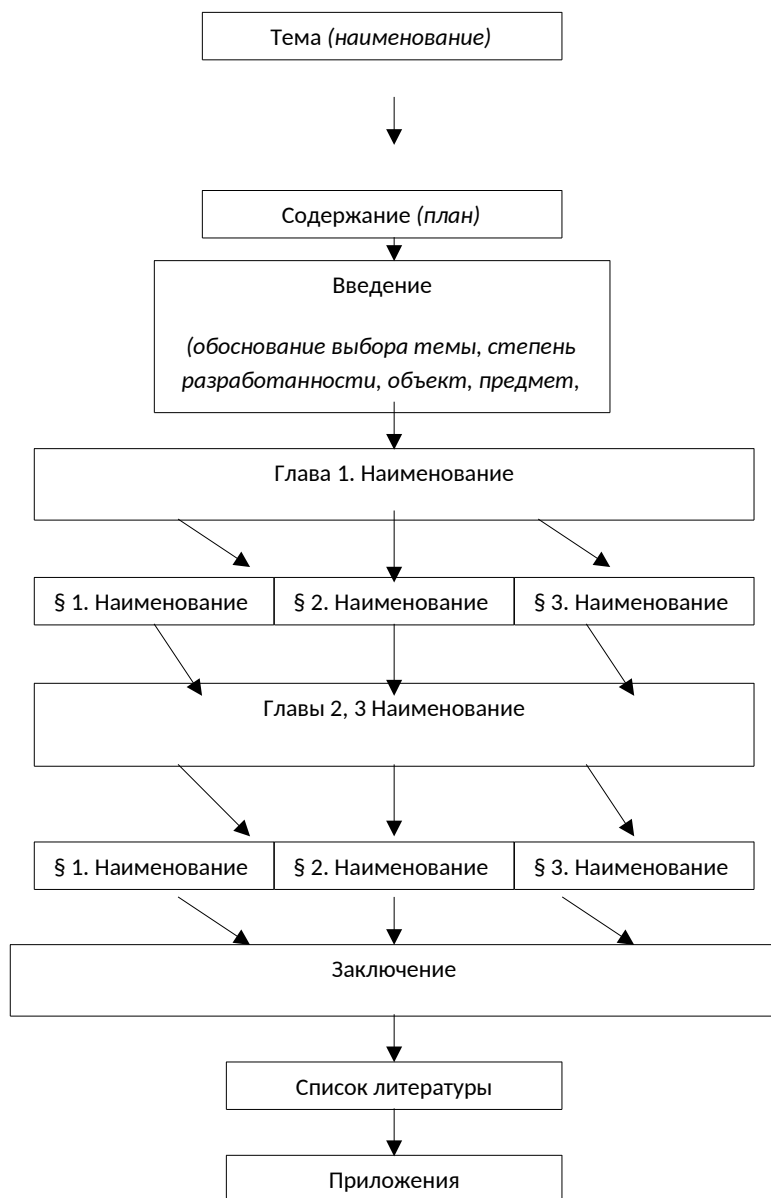 Тема (наименование)
Содержание (план)
Введение
(обоснование выбора темы, степень
разработанности, объект, предмет,
Глава 1. Наименование
§ 1. Наименование
§ 2. Наименование
§ 3. Наименование
Главы 2, 3 Наименование
§ 1. Наименование
§ 2. Наименование
§ 3. Наименование
Заключение
Список литературы
Приложения